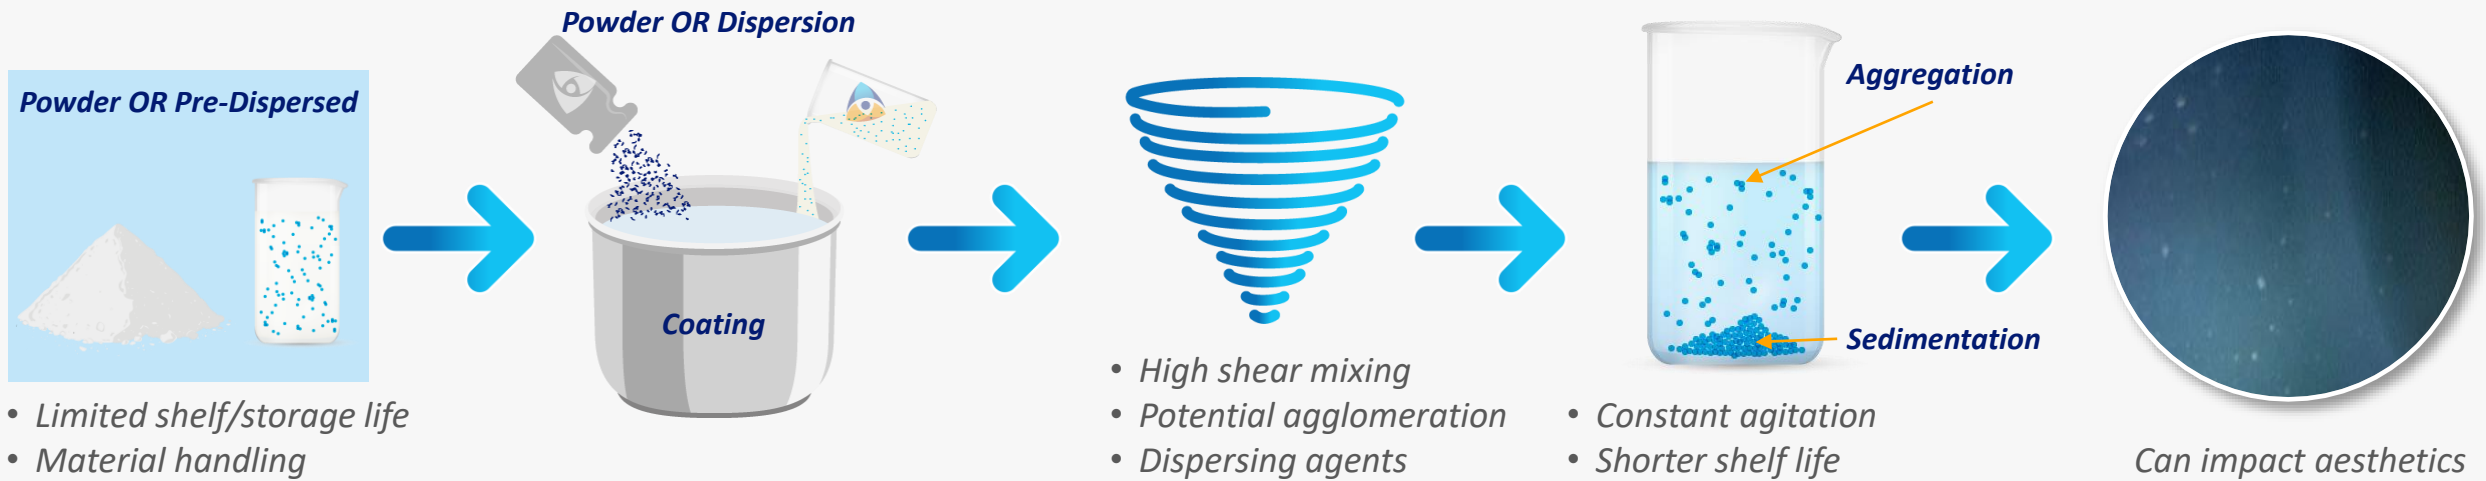 Powder OR Pre-Dispersed
• Limited shelf/storage life
• Material handling
Powder OR Dispersion
Coating
• High shear mixing
• Potential agglomeration
• Dispersing agents
Aggregation
Sedimentation
• Constant agitation
• Shorter shelf life
Can impact aesthetics